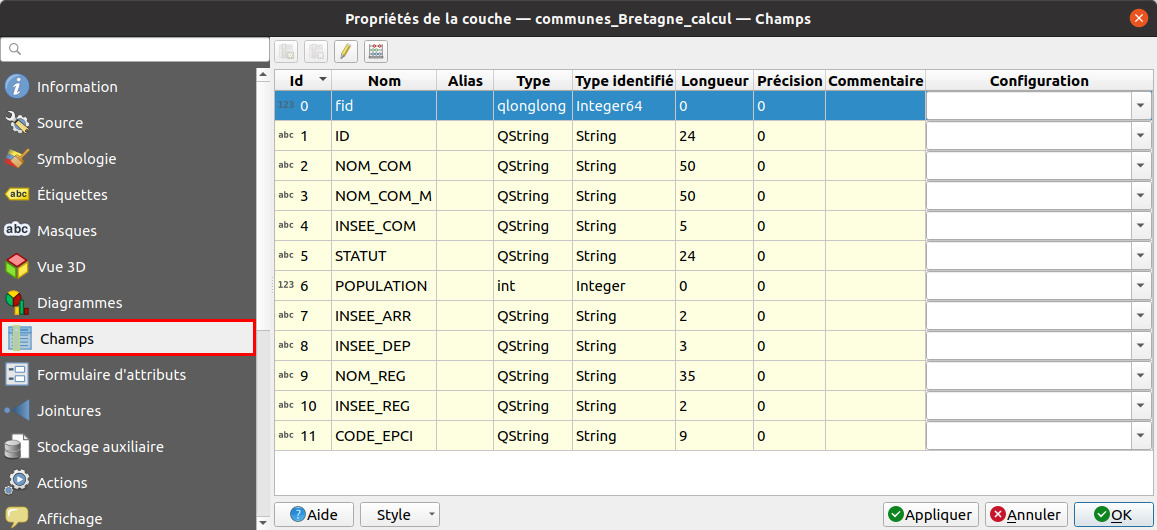 Propriétés de la couche — communes_Bretagne_calcul — Champs
Information
Source
Symbologie
abc Étiquettes
abc Masques
Vue 3D
Diagrammes
Champs
Formulaire d'attributs
Jointures
Stockage auxiliaire
Actions
Affichage
Id Nom Alias Type Type identifié Longueur Précision Commentaire Configuration
123 0 fid qlonglong Integer64 0 0
abc 1 ID QString String 24 0
abc 2 NOM_COM QString String 50 0
abc 3 NOM_COM_M QString String 50 0
abc 4 INSEE_COM QString String 5 0
abc 5 STATUT QString String 24 0
123 6 POPULATION int Integer 0 0
abc 7 INSEE_ARR QString String 2 0
abc 8 INSEE_DEP QString String 3 0
abc 9 NOM_REG QString String 35 0
abc 10 INSEE_REG QString String 2 0
abc 11 CODE_EPCI QString String 9 0
Aide Style Appliquer Annuler OK